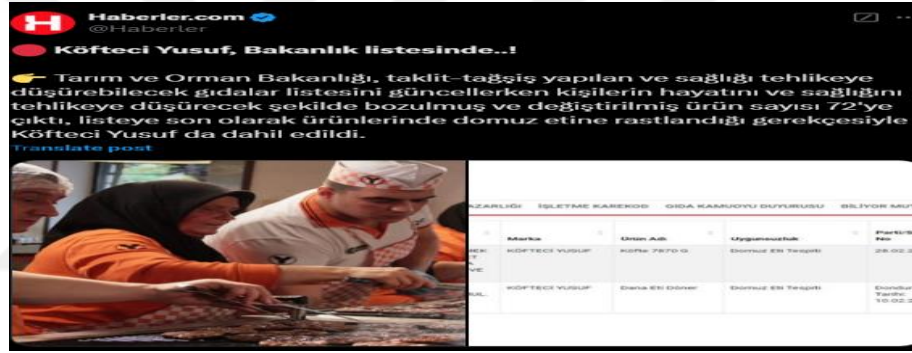 Haberler.com
@Haberler
Köfteci Yusuf, Bakanlık listesinde..!
Tarım ve Orman Bakanlığı, taklit-tağşiş yapılan ve sağlığı tehlikeye
düşürebilecek gıdalar listesini güncellerken kişilerin hayatını ve sağlığını
tehlikeye düşürecek şekilde bozulmuş ve değiştirilmiş ürün sayısı 72'ye
çıktı, listeye son olarak ürünlerinde domuz etine rastlandığı gerekçesiyle
Köfteci Yusuf da dahil edildi.
Translate post
AZARLIĞI İŞLETME KAREKOD GIDA KAMUOYU DUYURUSU BİLİYOR MU
Marka Ürün Adı Uygunsuzluk Parti/S
No
KÖFTECİ YUSUF Köfte 7870 G. Domuz Eti Tespiti 28.02.2
KÖFTECİ YUSUF Dana Eti Döner Domuz Eti Tespiti Dondur
Tarihi:
10.02.2